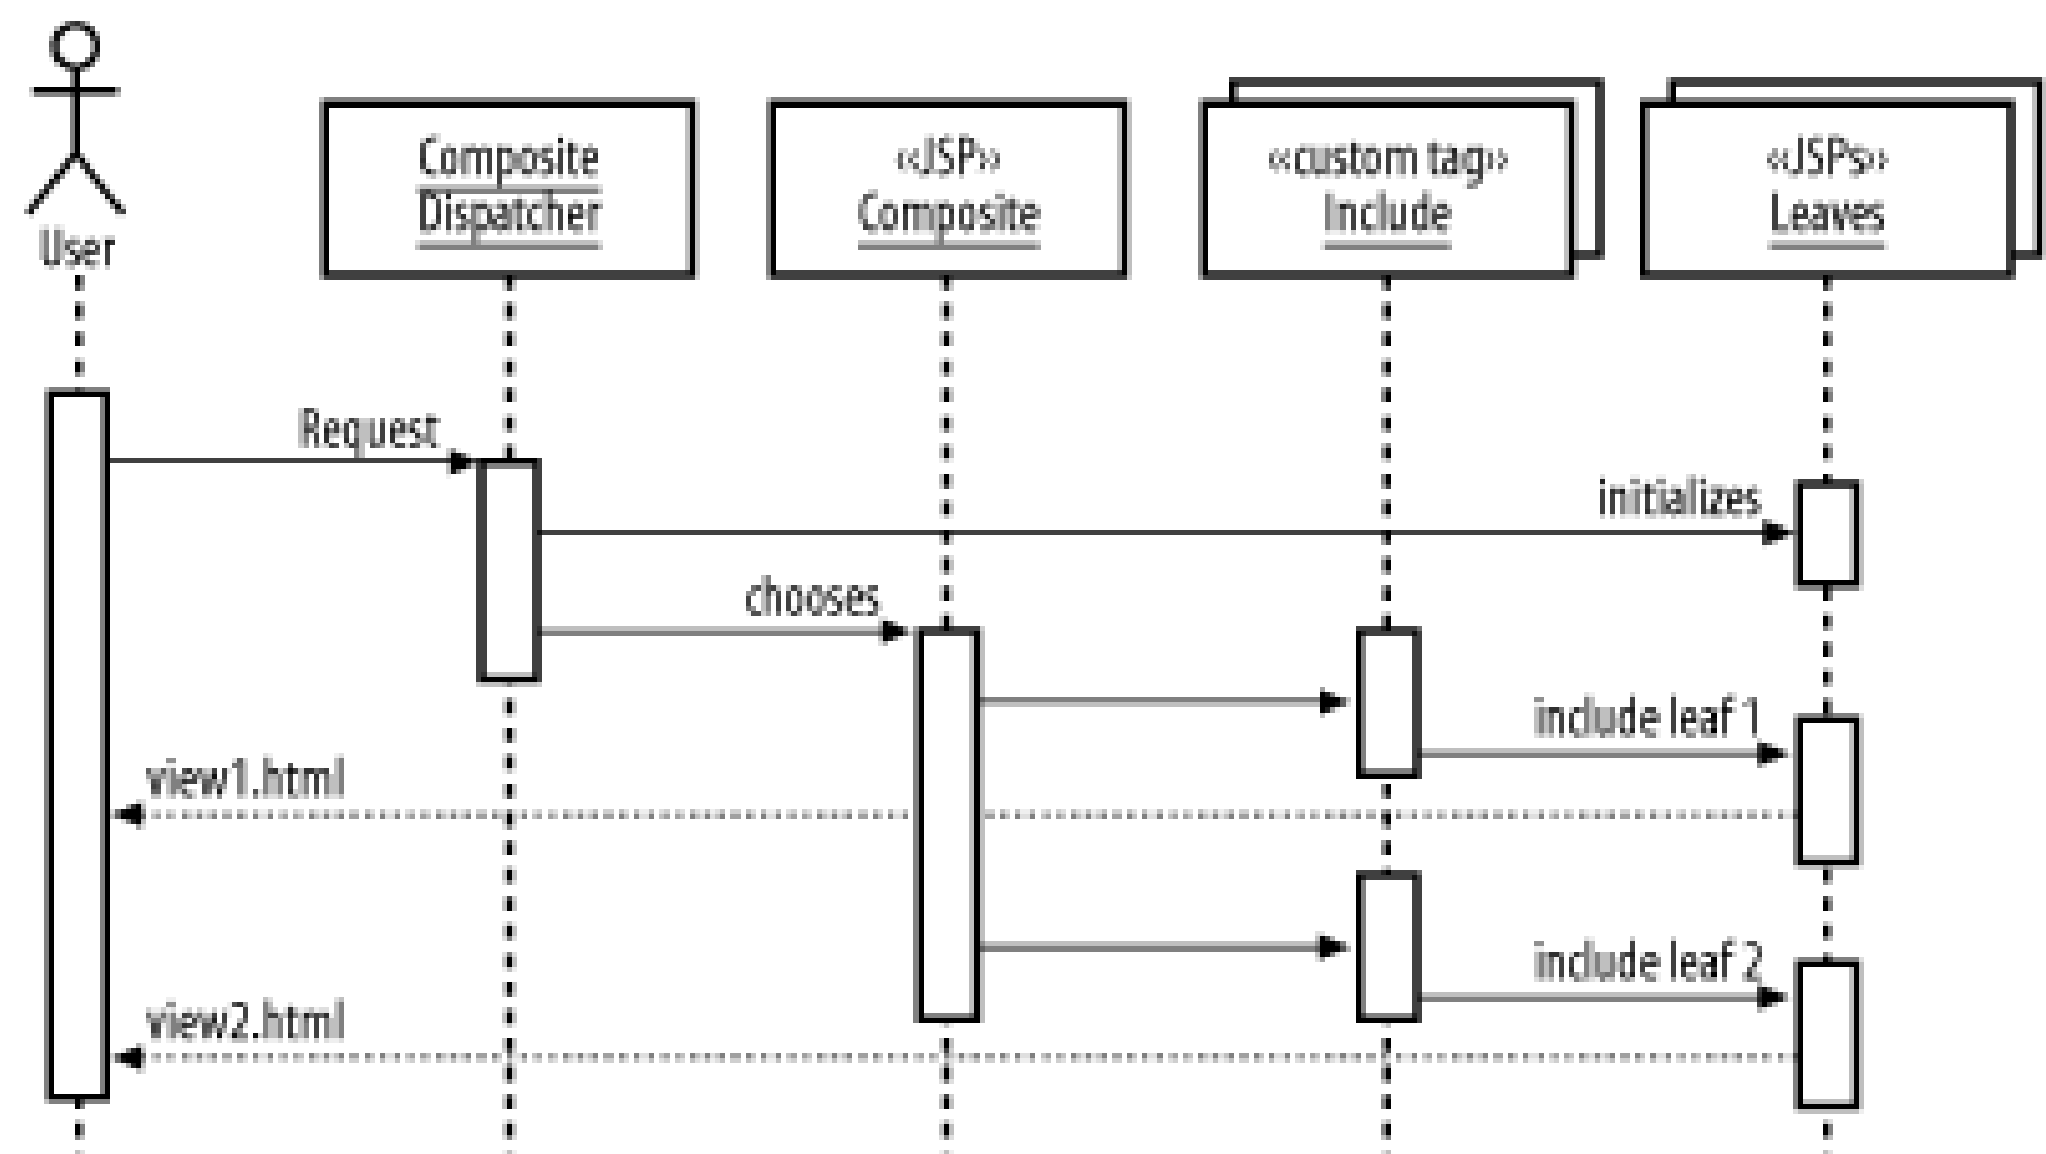 User
Composite
Dispatcher
«JSP»
Composite
«custom tag»
Include
«JSPs»
Leaves
Request
initializes
chooses
include leaf 1
view1.html
include leaf 2
view2.html